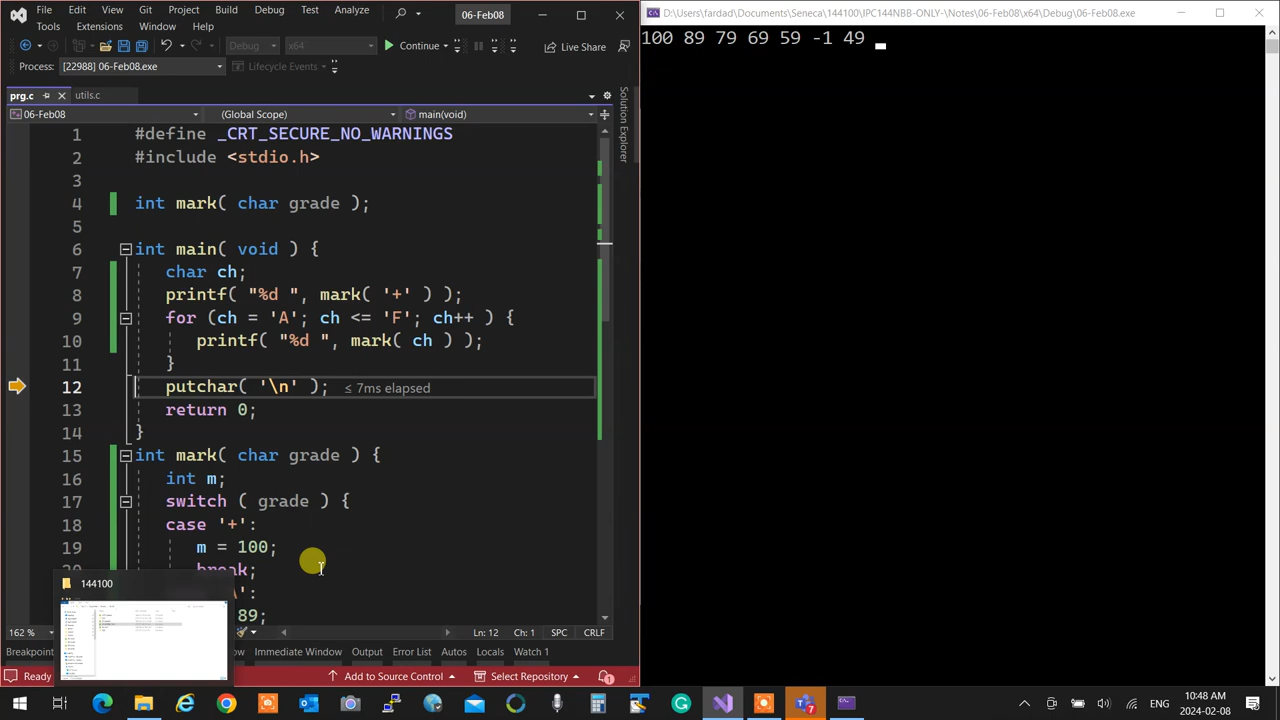 File Edit View Git Project Build
Debug Test Analyze
06-Feb08
Tools Extensions Window Help
Debug x64 Continue Live Share
Process: [22988] 06-Feb08.exe Lifecycle Events
prg.c utils.c
06-Feb08 (Global Scope) main(void)
Solution Explorer
1 #define _CRT_SECURE_NO_WARNINGS
2 #include <stdio.h>
3
4 int mark( char grade );
5
6 int main( void ) {
7 char ch;
8 printf( "%d ", mark( '+' ) );
9 for (ch = 'A'; ch <= 'F'; ch++ ) {
10 printf( "%d ", mark( ch ) );
11 }
12 putchar( '\n' ); ≤ 7ms elapsed
13 return 0;
14 }
15 int mark( char grade ) {
16 int m;
17 switch ( grade ) {
18 case '+':
19 m = 100;
break;
144100
':
89;
162 Ln: 12 Ch: 1 SPC CRLF
Breakpoint Immediate Window Output Error List Autos Locals Watch 1
Ready Add to Source Control Select Repository 1
D:\Users\fardad\Documents\Seneca\144100\IPC144NBB-ONLY-\Notes\06-Feb08\x64\Debug\06-Feb08.exe
100 89 79 69 59 -1 49
7
ENG
10:48 AM
2024-02-08